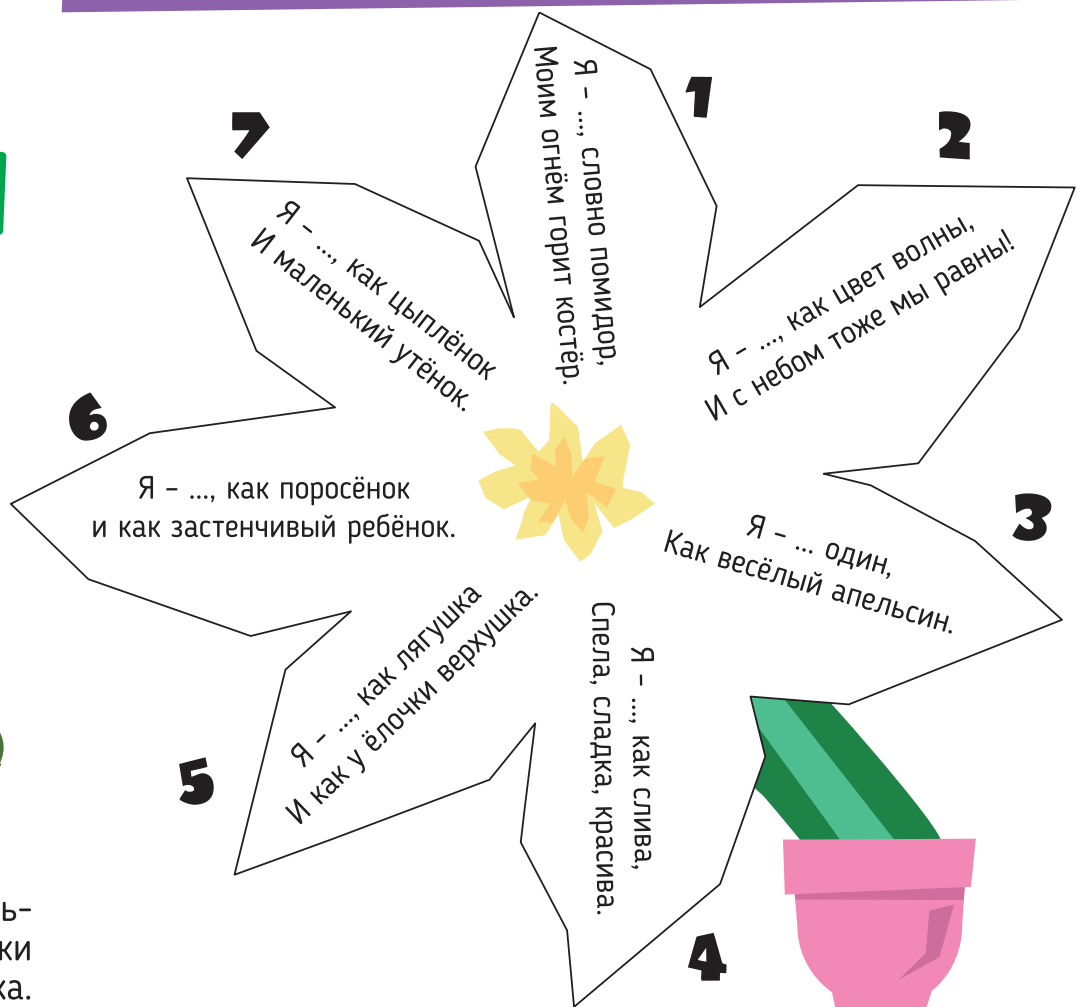 1
Я – ..., словно помидор,
Моим огнём горит костёр.
2
Я – ..., как цвет волны,
И с небом тоже мы равны!
3
Я – ... один,
Как весёлый апельсин.
4
Я – ..., как слива,
Спела, сладка, красива.
5
Я – ..., как лягушка
И как у ёлочки верхушка.
6
Я – ..., как поросёнок
и как застенчивый ребёнок.
7
Я – ..., как цыплёнок
И маленький утёнок.
ь-
ки
ка.